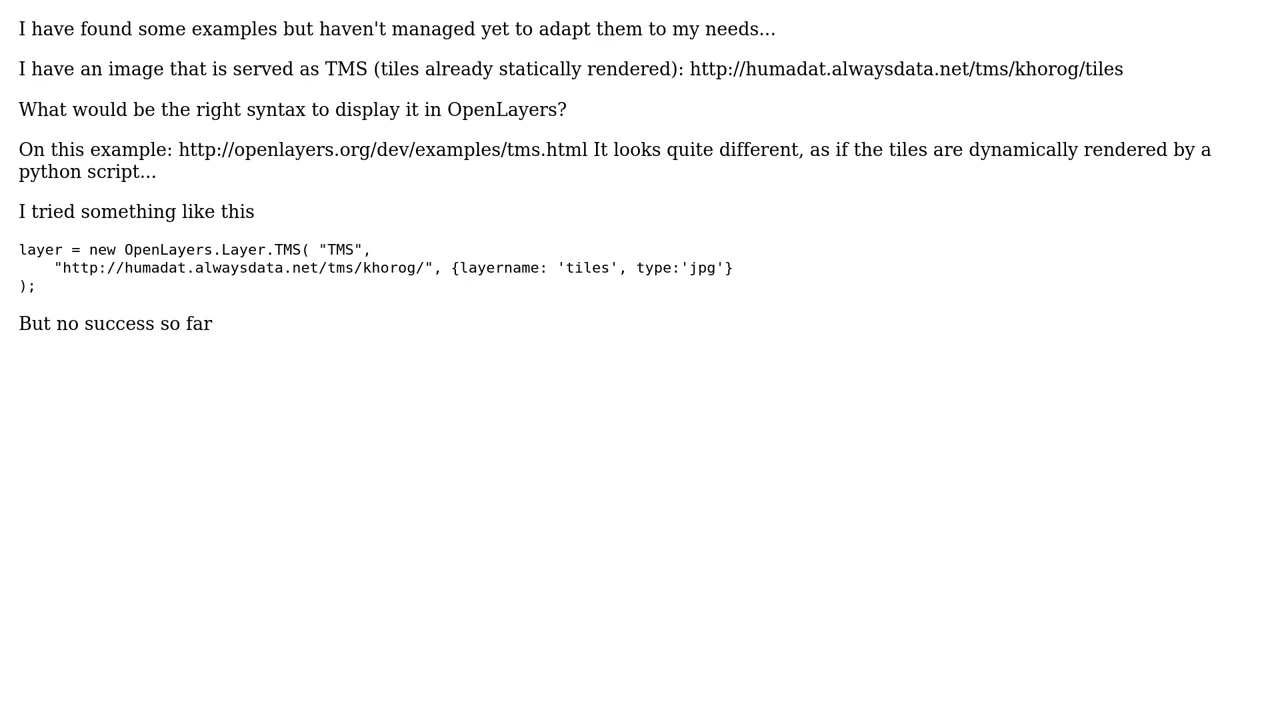 I have found some examples but haven't managed yet to adapt them to my needs...
I have an image that is served as TMS (tiles already statically rendered): http://humadat.alwaysdata.net/tms/khorog/tiles
What would be the right syntax to display it in OpenLayers?
On this example: http://openlayers.org/dev/examples/tms.html It looks quite different, as if the tiles are dynamically rendered by a
python script...
I tried something like this
layer = new OpenLayers.Layer.TMS( "TMS",
    "http://humadat.alwaysdata.net/tms/khorog/", {layername: 'tiles', type:'jpg'}
);
But no success so far